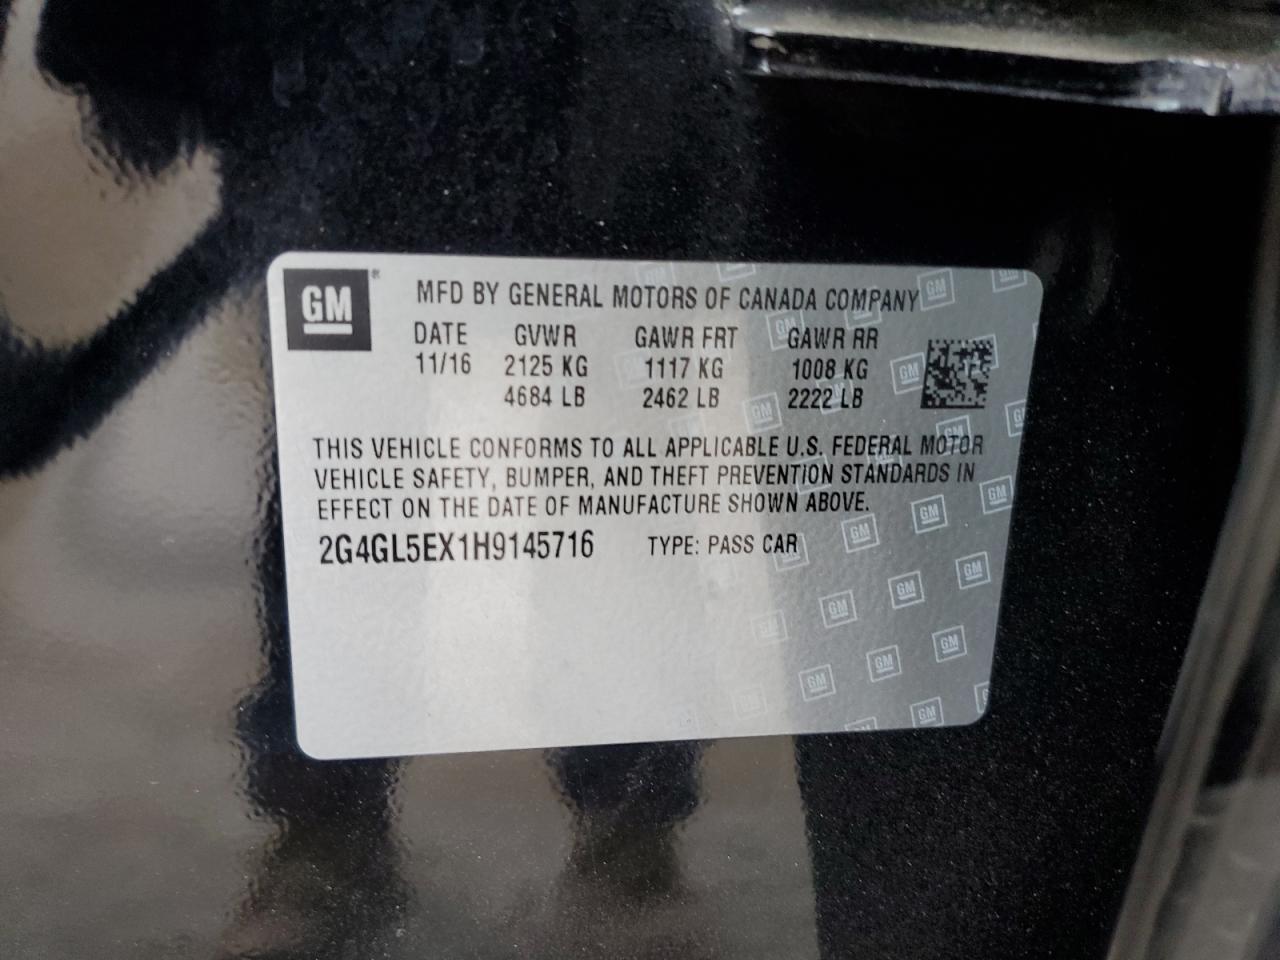 GM ® MFD BY GENERAL MOTORS OF CANADA COMPANY
DATE GVWR GAWR FRT GAWR RR
11/16 2125 KG 1117 KG 1008 KG
4684 LB 2462 LB 2222 LB
THIS VEHICLE CONFORMS TO ALL APPLICABLE U.S. FEDERAL MOTOR
VEHICLE SAFETY, BUMPER, AND THEFT PREVENTION STANDARDS IN
EFFECT ON THE DATE OF MANUFACTURE SHOWN ABOVE.
2G4GL5EX1H9145716 TYPE: PASS CAR